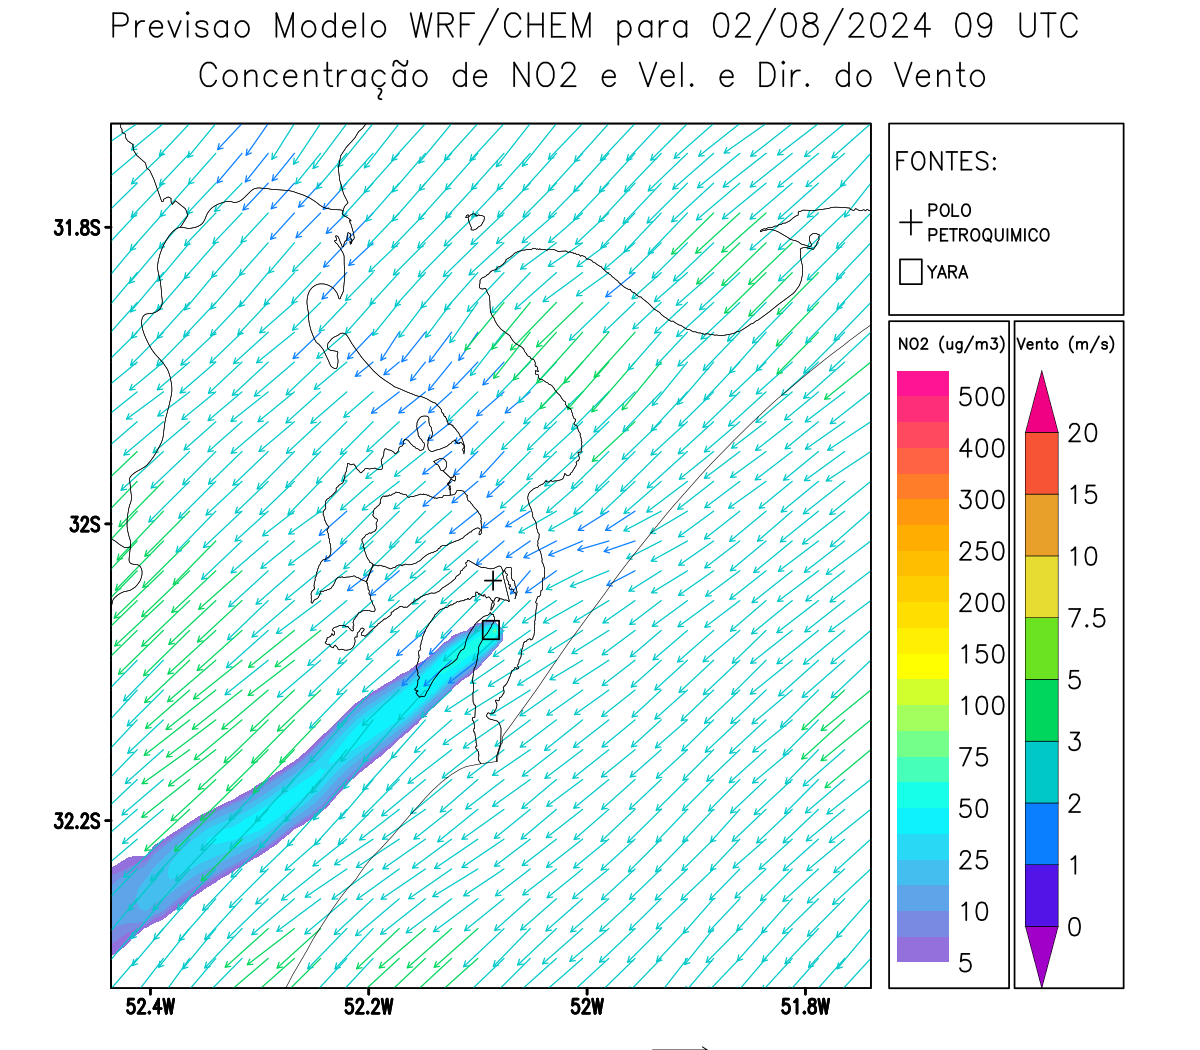 Previsao Modelo WRF/CHEM para 02/08/2024 09 UTC
Concentração de NO2 e Vel. e Dir. do Vento
FONTES:
POLO
PETROQUIMICO
YARA
31.8S
32S
32.2S
52.4W
52.2W
52W
51.8W
NO2 (ug/m3)
500
400
300
250
200
150
100
75
50
25
10
5
Vento (m/s)
20
15
10
7.5
5
3
2
1
0